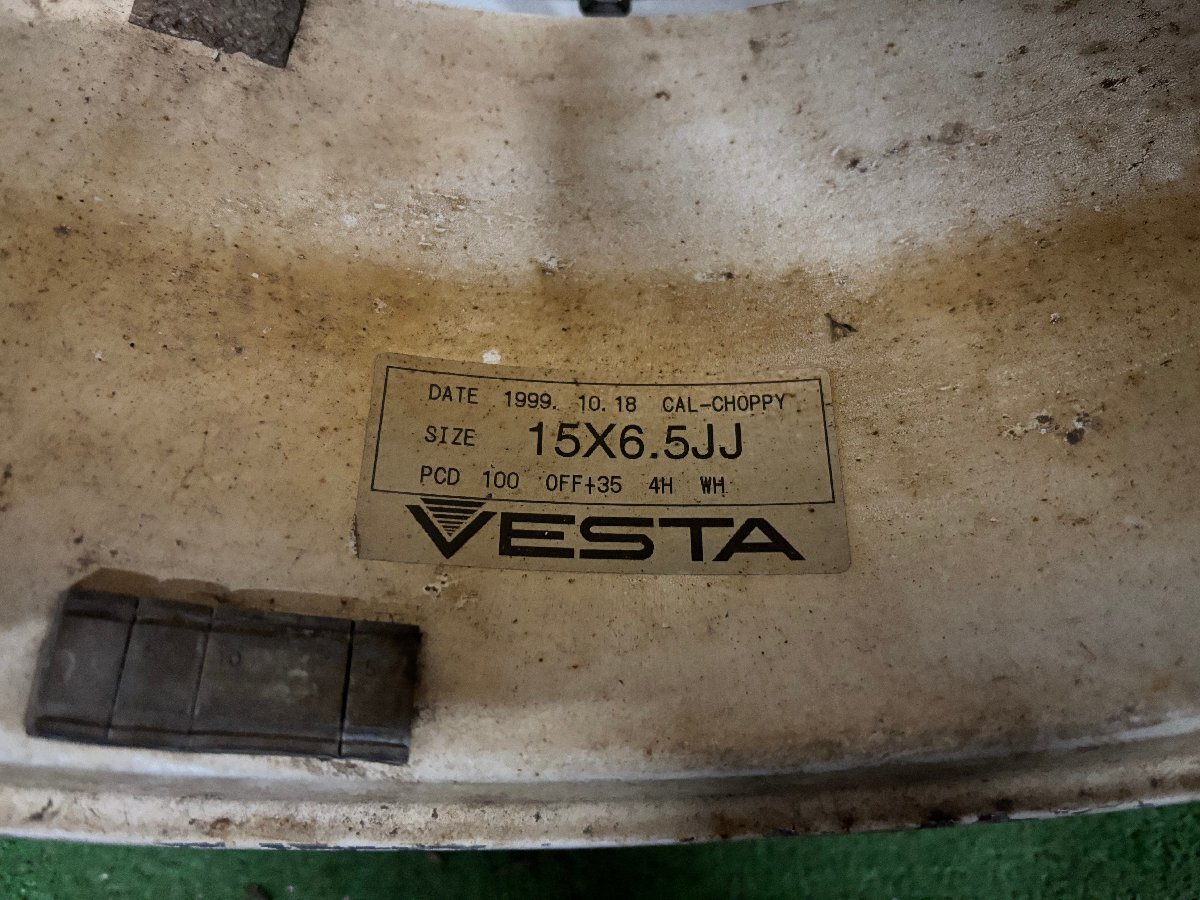 DATE 1999. 10. 18 CAL-CHOPPY
SIZE 15X6.5JJ
PCD 100 OFF+35 4H WH
VESTA